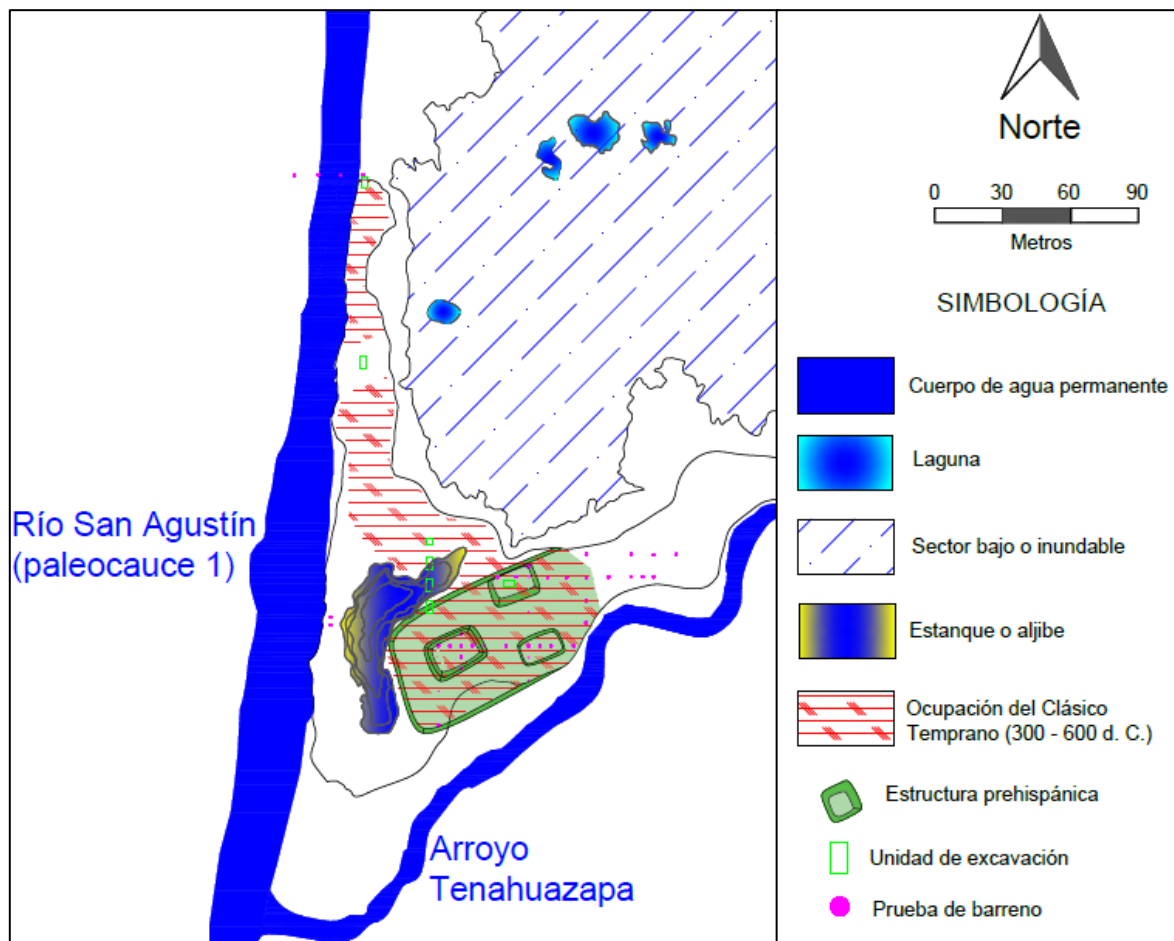 Norte
0 30 60 90
Metros
SIMBOLOGÍA
Cuerpo de agua permanente
Laguna
Sector bajo o inundable
Estanque o aljibe
Ocupación del Clásico
Temprano (300 - 600 d. C.)
Estructura prehispánica
Unidad de excavación
Prueba de barreno
Río San Agustín
(paleocauce 1)
Arroyo
Tenahuazapa